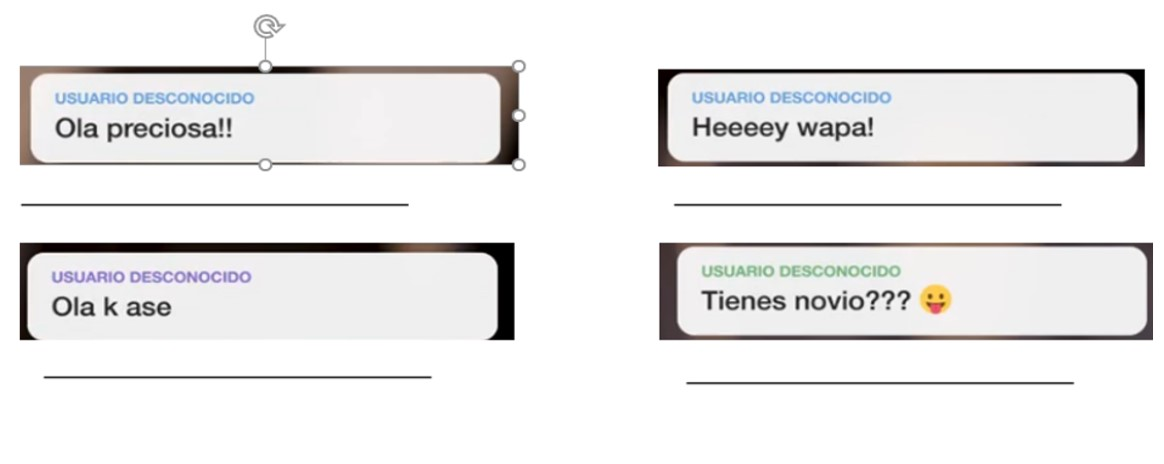 USUARIO DESCONOCIDO
Ola preciosa!!
USUARIO DESCONOCIDO
Heeeey wapa!
USUARIO DESCONOCIDO
Ola k ase
USUARIO DESCONOCIDO
Tienes novio??? 😛